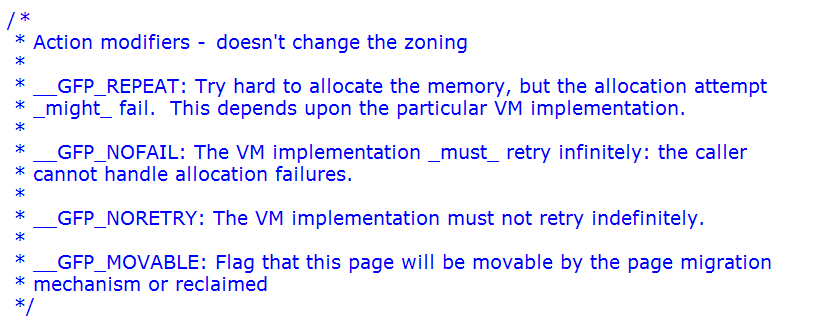 /*
 * Action modifiers - doesn't change the zoning
 *
 * __GFP_REPEAT: Try hard to allocate the memory, but the allocation attempt
 * _might_ fail.  This depends upon the particular VM implementation.
 *
 * __GFP_NOFAIL: The VM implementation _must_ retry infinitely: the caller
 * cannot handle allocation failures.
 *
 * __GFP_NORETRY: The VM implementation must not retry indefinitely.
 *
 * __GFP_MOVABLE: Flag that this page will be movable by the page migration
 * mechanism or reclaimed
 */